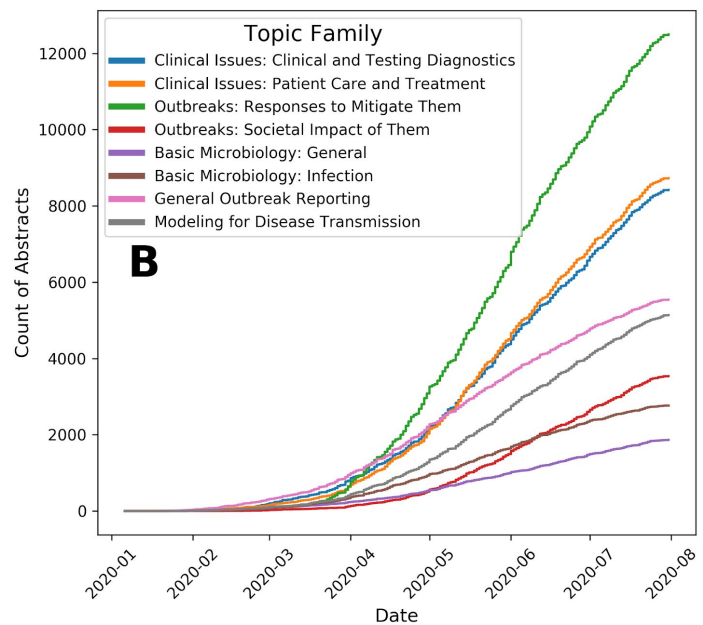 Topic Family
Clinical Issues: Clinical and Testing Diagnostics
Clinical Issues: Patient Care and Treatment
Outbreaks: Responses to Mitigate Them
Outbreaks: Societal Impact of Them
Basic Microbiology: General
Basic Microbiology: Infection
General Outbreak Reporting
Modeling for Disease Transmission
B
Count of Abstracts
12000
10000
8000
6000
4000
2000
0
2020-01
2020-02
2020-03
2020-04
2020-05
2020-06
2020-07
2020-08
Date